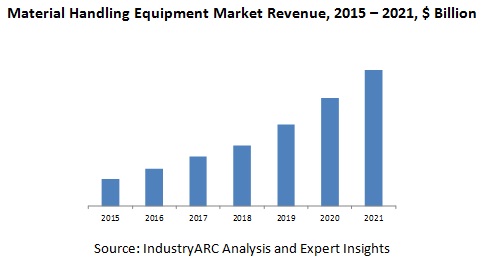 Material Handling Equipment Market Revenue, 2015 – 2021, $ Billion
2015 2016 2017 2018 2019 2020 2021
Source: IndustryARC Analysis and Expert Insights